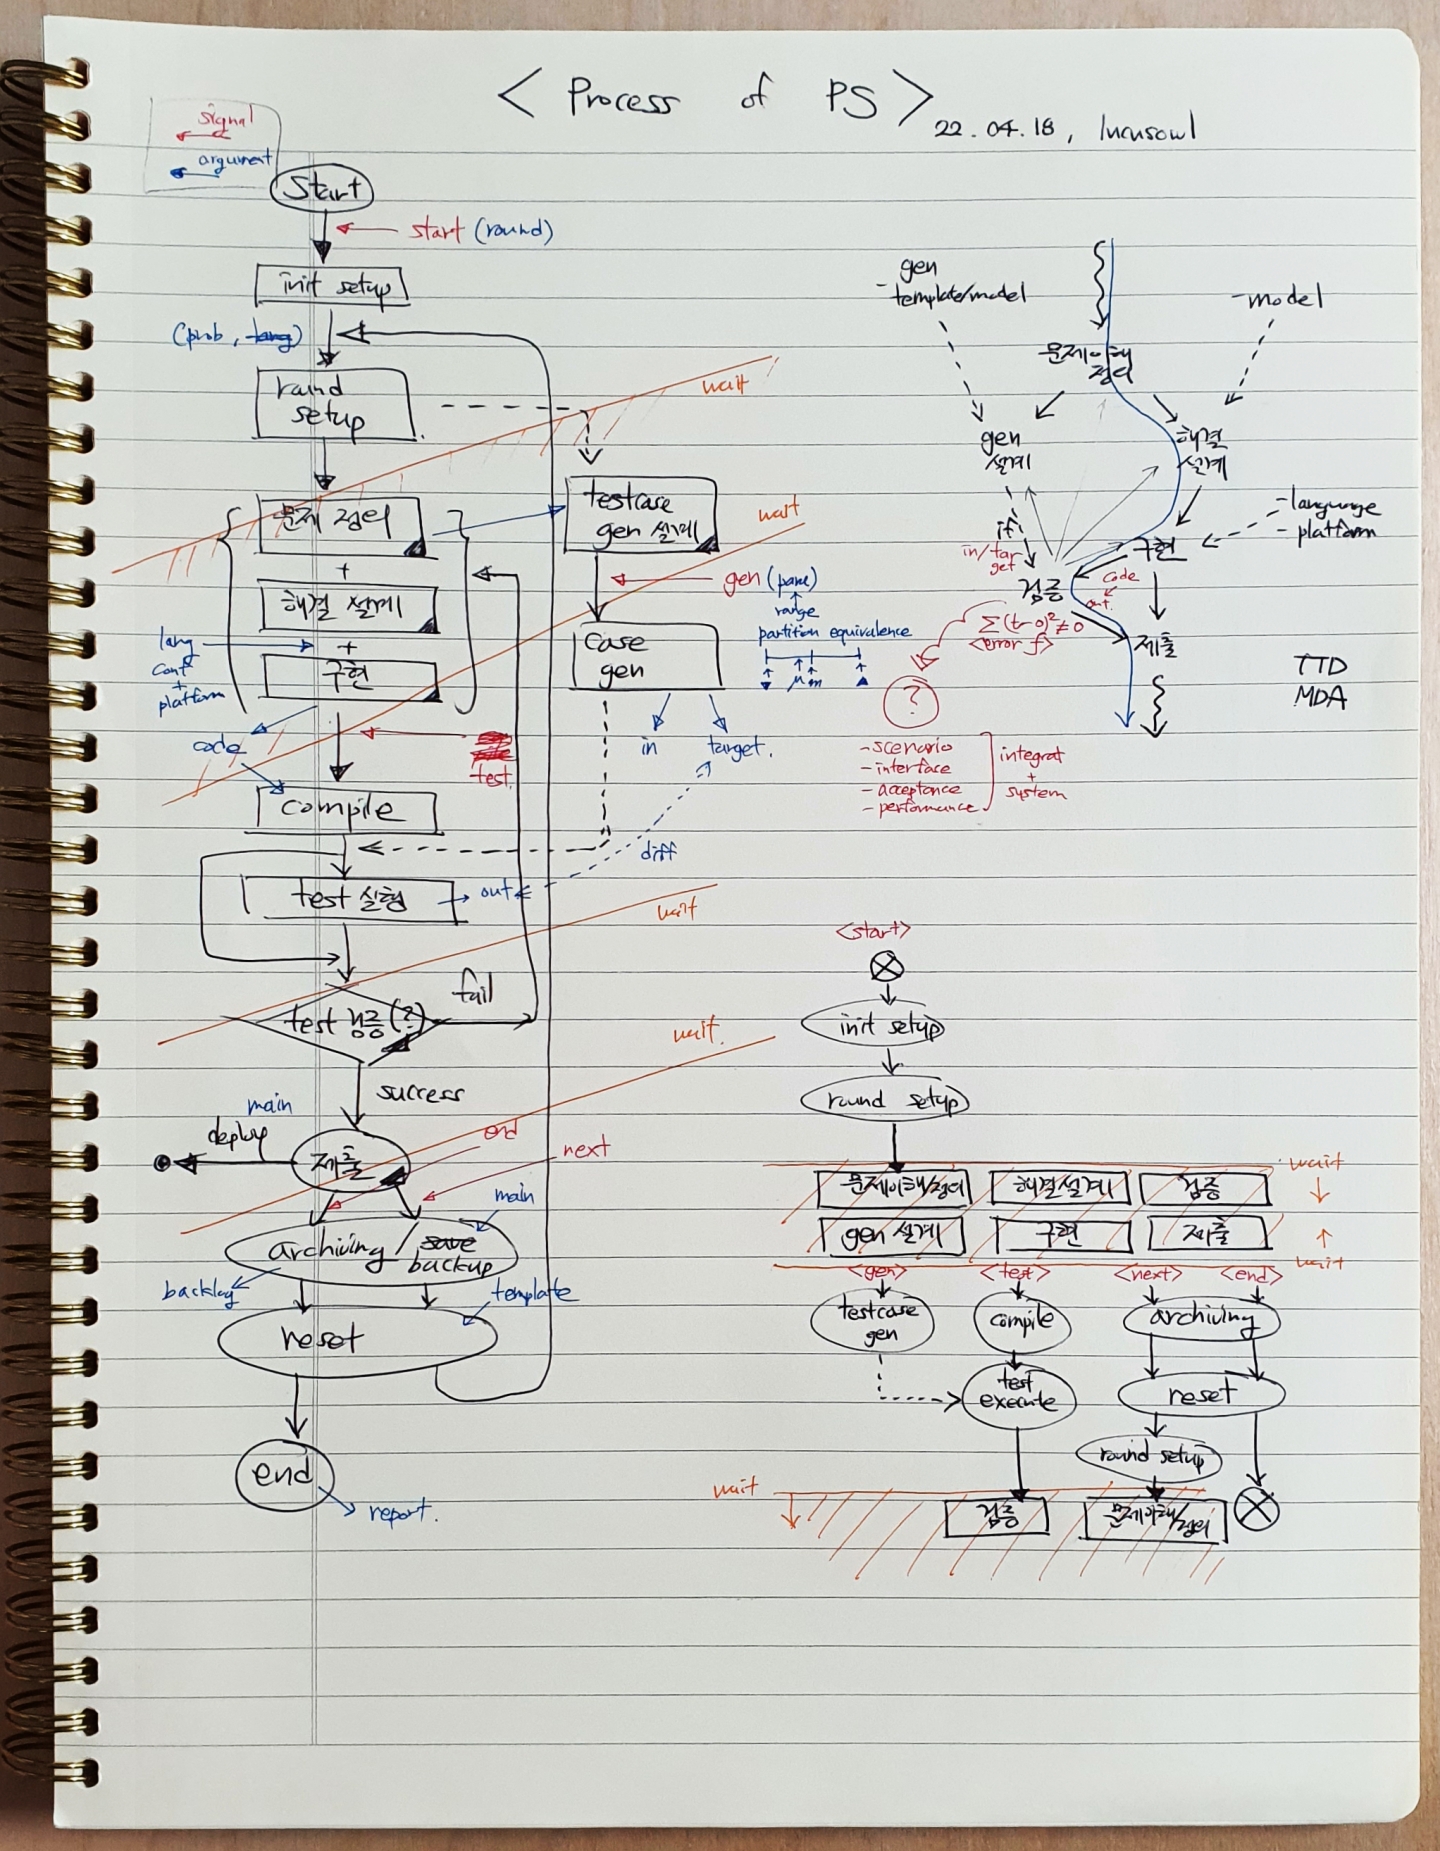 < Process of PS >
22.04.18, lucusowl
signal
argument
start
start (round)
init setup
(prob, lang)
round
setup
wait
문제 정의
+
해결 설계
+
구현
lang
conf
+
platform
code
testcase
gen 설계
wait
gen (para)
range
partition equivalence
case
gen
μ m
in
target.
test
compile
diff
test 실행
out
wait
test 검증(?)
fail
success
wait.
main
deploy
제출
end
next
main
archiving / save
backup
backlog
template
reset
end
report.
gen
- template/model
- model
문제이해
정의
gen
설계
해결
설계
- language
- platform
if
in/tar
get
구현
검증
code
out.
Σ(t-o)²≠0
<error f>
제출
?
TTD
MDA
- scenario
- interface
- acceptance
- performance
integrat
+
system
<start>
init setup
round setup
wait
문제이해/정의
해결설계
검증
gen 설계
구현
제출
wait
<gen>
<test>
<next>
<end>
testcase
gen
compile
archiving
test
execute
reset
round setup
wait
검증
문제이해/정의